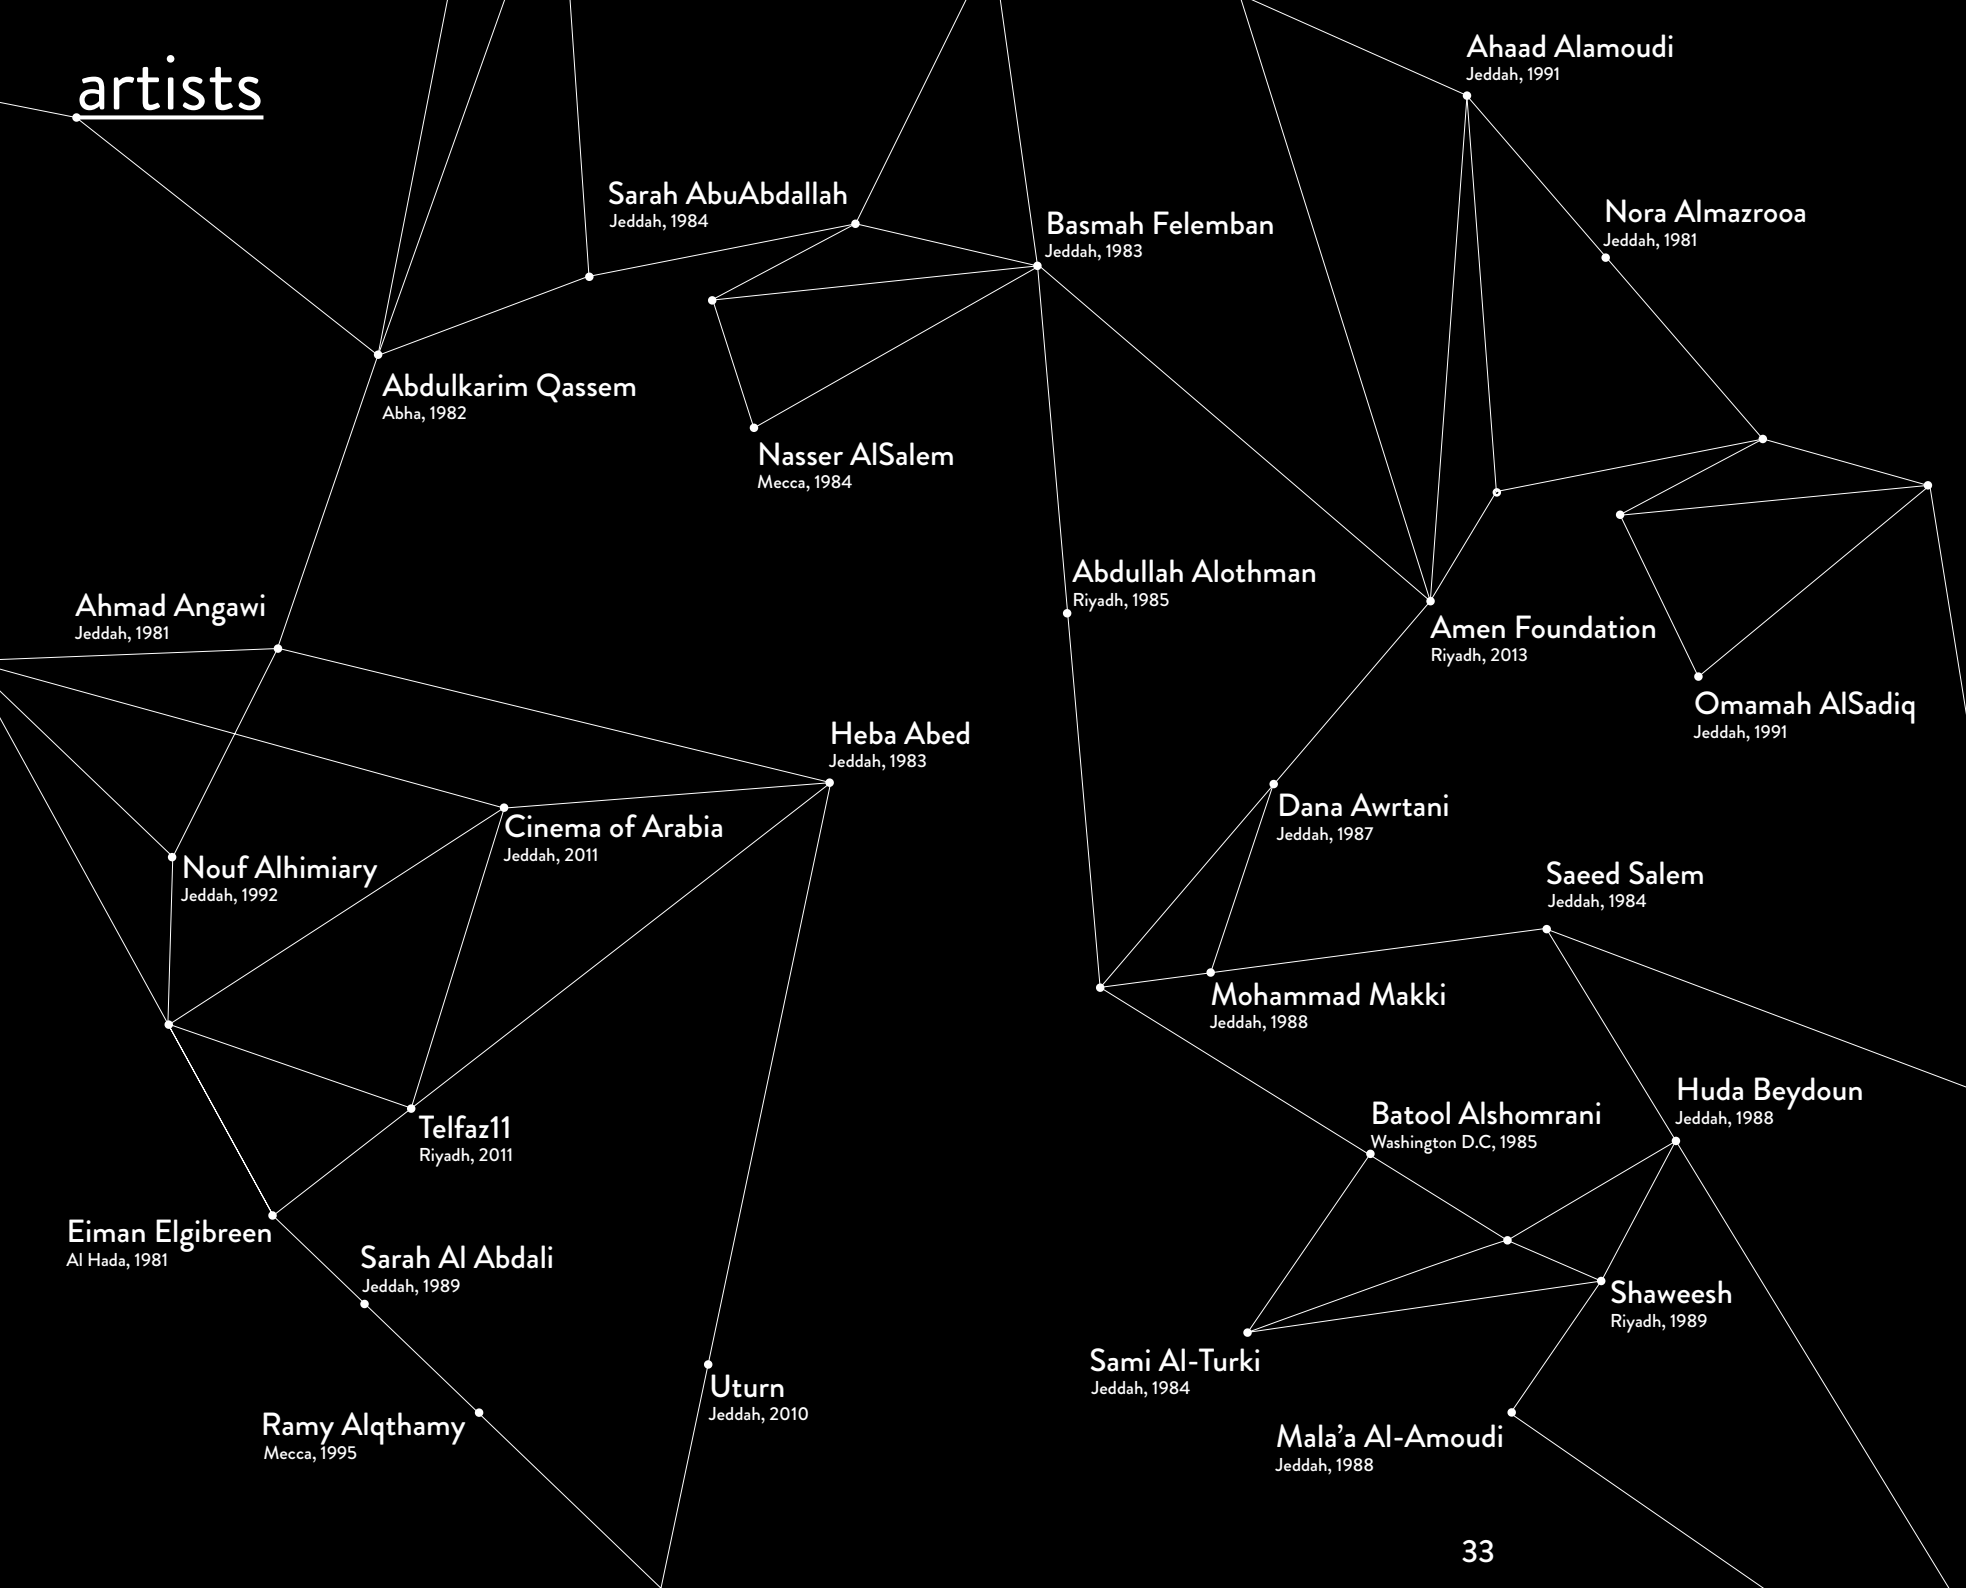 artists
Ahaad Alamoudi
Jeddah, 1991
Sarah AbuAbdallah
Jeddah, 1984
Basmah Felemban
Jeddah, 1983
Nora Almazrooa
Jeddah, 1981
Abdulkarim Qassem
Abha, 1982
Nasser AlSalem
Mecca, 1984
Abdullah Alothman
Riyadh, 1985
Ahmad Angawi
Jeddah, 1981
Amen Foundation
Riyadh, 2013
Omamah AlSadiq
Jeddah, 1991
Heba Abed
Jeddah, 1983
Dana Awrtani
Jeddah, 1987
Cinema of Arabia
Jeddah, 2011
Nouf Alhimiary
Jeddah, 1992
Saeed Salem
Jeddah, 1984
Mohammad Makki
Jeddah, 1988
Huda Beydoun
Jeddah, 1988
Batool Alshomrani
Washington D.C, 1985
Telfaz11
Riyadh, 2011
Eiman Elgibreen
Al Hada, 1981
Sarah Al Abdali
Jeddah, 1989
Shaweesh
Riyadh, 1989
Sami Al-Turki
Jeddah, 1984
Uturn
Jeddah, 2010
Ramy Alqthamy
Mecca, 1995
Mala’a Al-Amoudi
Jeddah, 1988
33